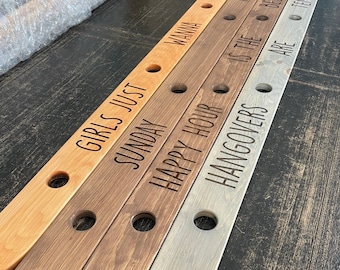 GIRLS JUST WANNA
SUNDAY
HAPPY HOUR IS THE
HANGOVERS ARE